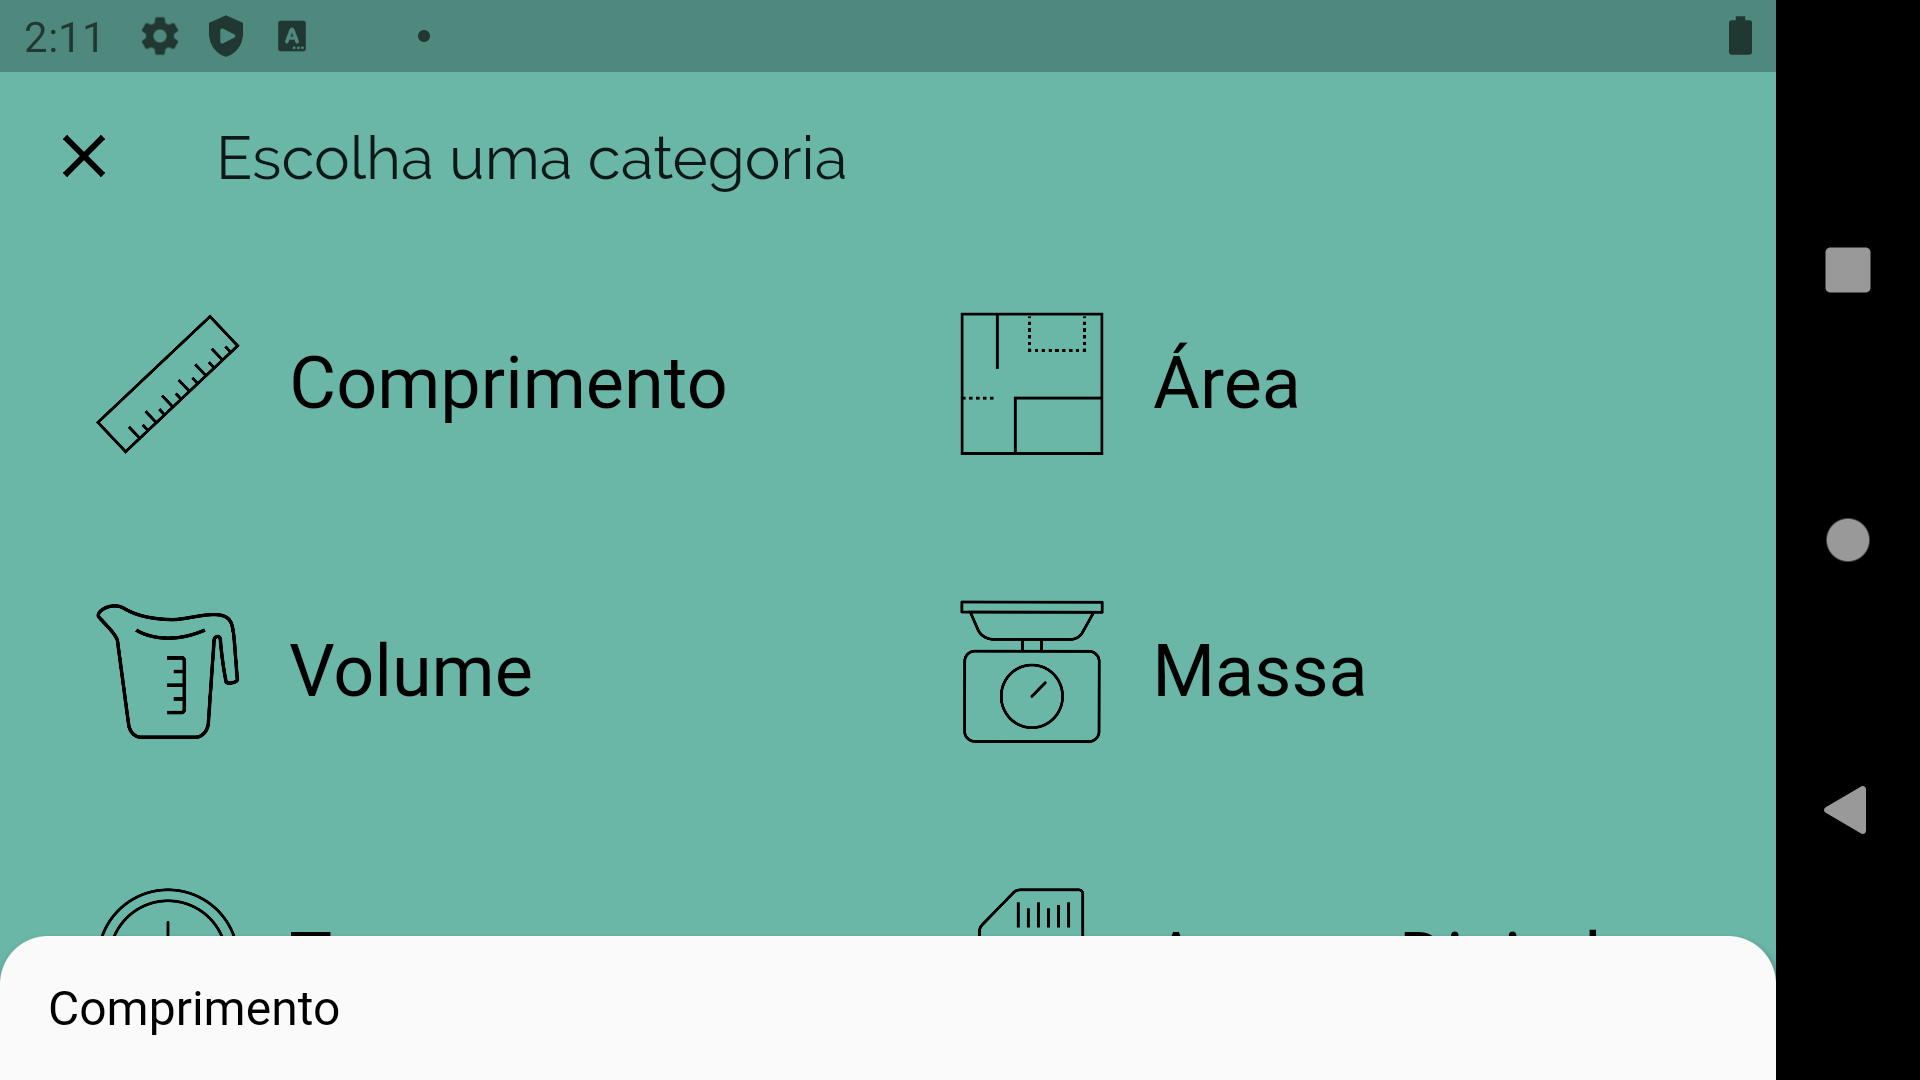 2:11
Escolha uma categoria
Comprimento
Área
Volume
Massa
Comprimento